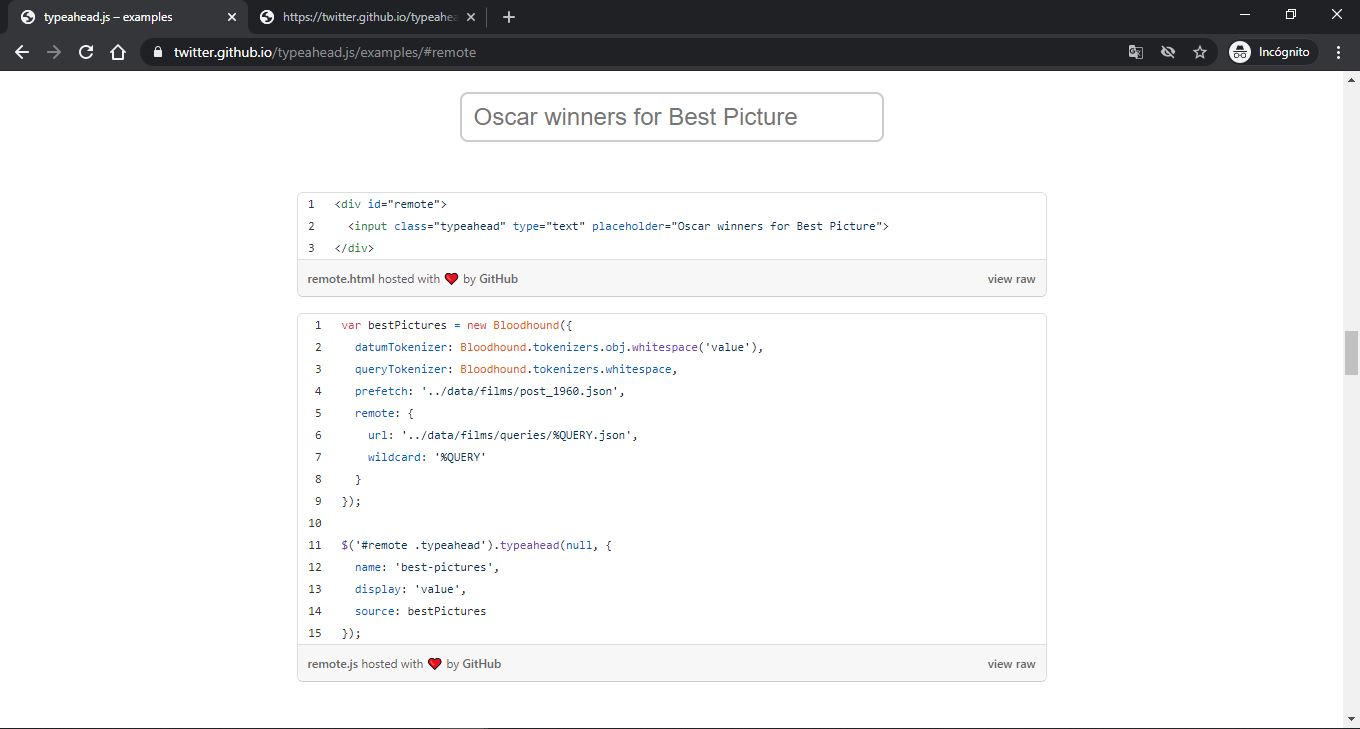 typeahead.js – examples
https://twitter.github.io/typeahea
twitter.github.io/typeahead.js/examples/#remote
Incógnito
Oscar winners for Best Picture
1 <div id="remote">
2 <input class="typeahead" type="text" placeholder="Oscar winners for Best Picture">
3 </div>
remote.html hosted with ❤ by GitHub view raw
1 var bestPictures = new Bloodhound({
2 datumTokenizer: Bloodhound.tokenizers.obj.whitespace('value'),
3 queryTokenizer: Bloodhound.tokenizers.whitespace,
4 prefetch: '../data/films/post_1960.json',
5 remote: {
6 url: '../data/films/queries/%QUERY.json',
7 wildcard: '%QUERY'
8 }
9 });
10
11 $('#remote .typeahead').typeahead(null, {
12 name: 'best-pictures',
13 display: 'value',
14 source: bestPictures
15 });
remote.js hosted with ❤ by GitHub view raw